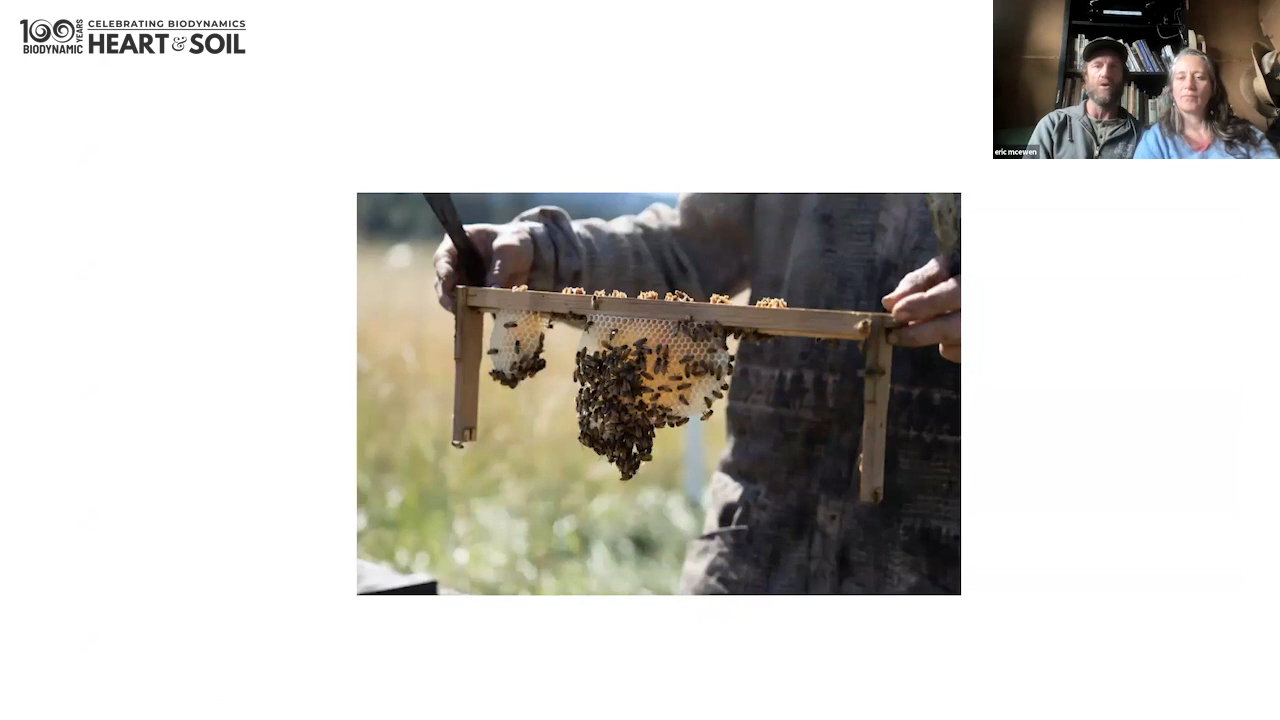 100 YEARS
BIODYNAMIC
CELEBRATING BIODYNAMICS
HEART & SOIL
eric mcewen